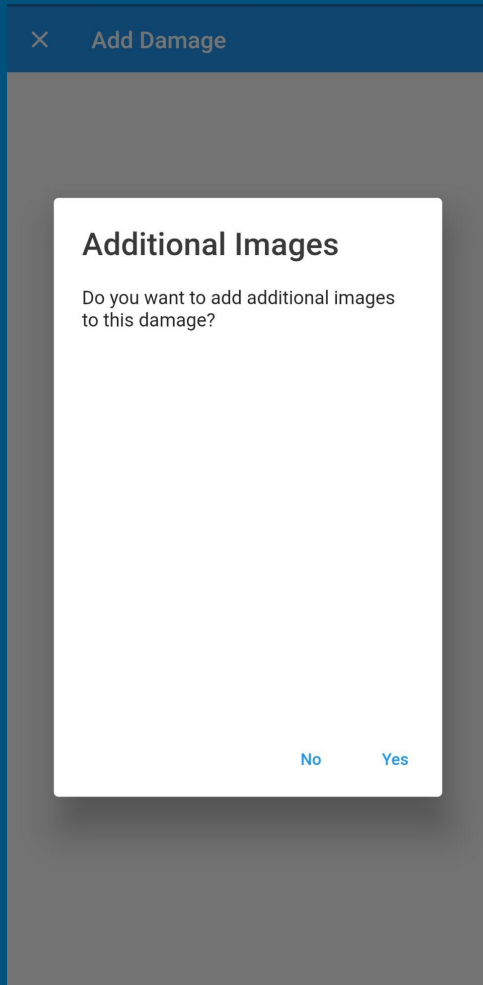 Add Damage
Additional Images
Do you want to add additional images
to this damage?
No Yes